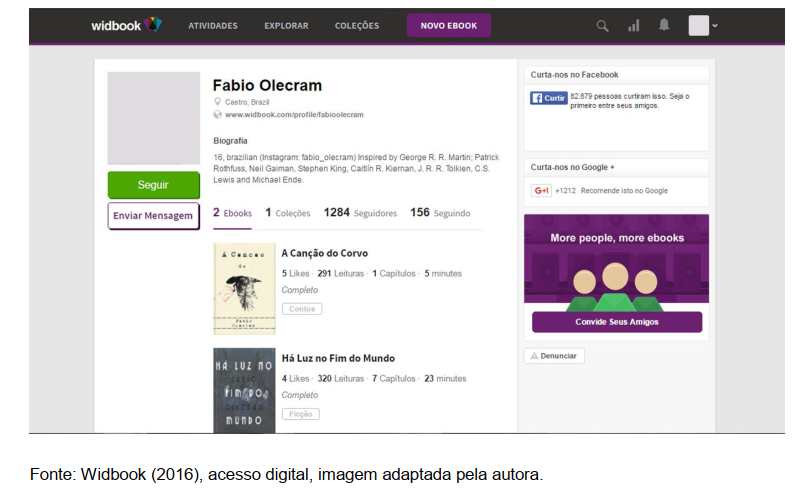 widbook ATIVIDADES EXPLORAR COLEÇÕES NOVO EBOOK
Fabio Olecram
Castro, Brazil
www.widbook.com/profile/fabioolecram
Biografia
16, brazilian (Instagram: fabio_olecram) Inspired by George R. R. Martin; Patrick
Rothfuss, Neil Gaiman, Stephen King, Caitlín R. Kiernan, J. R. R. Tolkien, C.S.
Lewis and Michael Ende.
Seguir
Enviar Mensagem
2 Ebooks 1 Coleções 1284 Seguidores 156 Seguindo
A Cancao
do
A Canção do Corvo
5 Likes · 291 Leituras · 1 Capítulos · 5 minutes
Completo
Contos
HÁ LUZ NO
FIM DO
MUNDO
Há Luz no Fim do Mundo
4 Likes · 320 Leituras · 7 Capítulos · 23 minutes
Completo
Ficção
Curta-nos no Facebook
Curtir 82.879 pessoas curtiram isso. Seja o
primeiro entre seus amigos.
Curta-nos no Google +
G+1 +1212 Recomende isto no Google
More people, more ebooks
Convide Seus Amigos
Denunciar
Fonte: Widbook (2016), acesso digital, imagem adaptada pela autora.